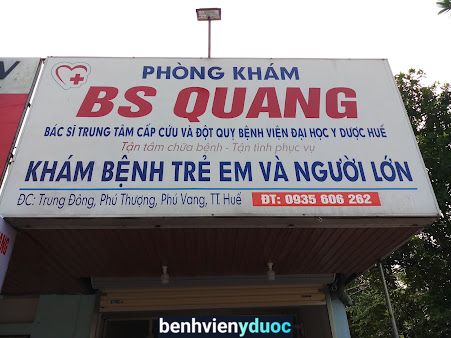 PHÒNG KHÁM
BS QUANG
BÁC SĨ TRUNG TÂM CẤP CỨU VÀ ĐỘT QUỴ BỆNH VIỆN ĐẠI HỌC Y DƯỢC HUẾ
Tận tâm chữa bệnh - Tận tình phục vụ
KHÁM BỆNH TRẺ EM VÀ NGƯỜI LỚN
ĐC: Trung Đông, Phú Thượng, Phú Vang, TT. Huế
ĐT: 0935 606 262
benhvienyduoc